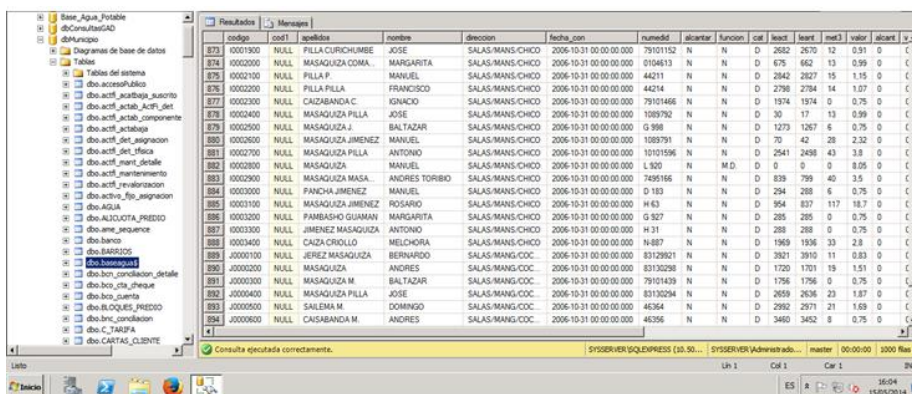 Base_Agua_Potable
dbConsultasGAD
dbMunicipio
Diagramas de base de datos
Tablas
Tablas del sistema
dbo.accesoPublico
dbo.actfi_acatbaja_suscrito
dbo.actfi_actab_ActFi_det
dbo.actfi_actab_componente
dbo.actfi_actabaja
dbo.actfi_det_asignacion
dbo.actfi_det_tfisica
dbo.actfi_mant_detalle
dbo.actfi_mantenimiento
dbo.actfi_revalorizacion
dbo.activo_fijo_asignacion
dbo.AGUA
dbo.ALICUOTA_PREDIO
dbo.ame_sequence
dbo.banco
dbo.BARRIOS
dbo.baseagua$
dbo.bcn_conciliacion_detalle
dbo.bco_cta_cheque
dbo.bco_cuenta
dbo.BLOQUES_PREDIO
dbo.bnc_conciliacion
dbo.C_TARIFA
dbo.CARTAS_CLIENTE
Resultados Mensajes
codigo cod1 apellidos nombre direccion fecha_con numedid alcantar funcion cat leact leant met3 valor alcant
873 I0001900 NULL PILLA CURICHUMBE JOSE SALAS/MANS/CHICO 2006-10-31 00:00:00.000 79101152 N N D 2682 2670 12 0,91 0
874 I0002000 NULL MASAQUIZA COMA... MARGARITA SALAS/MANS/CHICO 2006-10-31 00:00:00.000 0104613 N N D 675 662 13 0,99 0
875 I0002100 NULL PILLA P. MANUEL SALAS/MANS/CHICO 2006-10-31 00:00:00.000 44211 N N D 2842 2827 15 1,15 0
876 I0002200 NULL PILLA PILLA FRANCISCO SALAS/MANS/CHICO 2006-10-31 00:00:00.000 44214 N N D 2798 2784 14 1,07 0
877 I0002300 NULL CAIZABANDA C. IGNACIO SALAS/MANS/CHICO 2006-10-31 00:00:00.000 79101466 N N D 1974 1974 0 0,75 0
878 I0002400 NULL MASAQUIZA PILLA JOSE SALAS/MANS/CHICO 2006-10-31 00:00:00.000 1089792 N N D 30 17 13 0,99 0
879 I0002500 NULL MASAQUIZA J. BALTAZAR SALAS/MANS/CHICO 2006-10-31 00:00:00.000 G 998 N N D 1273 1267 6 0,75 0
880 I0002600 NULL MASAQUIZA JIMENEZ MANUEL SALAS/MANS/CHICO 2006-10-31 00:00:00.000 1089791 N N D 70 42 28 2,32 0
881 I0002700 NULL MASAQUIZA PILLA ANTONIO SALAS/MANS/CHICO 2006-10-31 00:00:00.000 10101596 N N D 2541 2498 43 3,8 0
882 I0002800 NULL MASAQUIZA MANUEL SALAS/MANS/CHICO 2006-10-31 00:00:00.000 L 920 N M.D. D 0 0 0 8,05 0
883 I0002900 NULL MASAQUIZA MASA... ANDRES TORIBIO SALAS/MANS/CHICO 2006-10-31 00:00:00.000 7495166 N N D 839 799 40 3,5 0
884 I0003000 NULL PANCHA JIMENEZ MANUEL SALAS/MANS/CHICO 2006-10-31 00:00:00.000 D 183 N N D 294 288 6 0,75 0
885 I0003100 NULL MASAQUIZA JIMENEZ ROSARIO SALAS/MANS/CHICO 2006-10-31 00:00:00.000 H 63 N N D 954 837 117 18,7 0
886 I0003200 NULL PAMBASHO GUAMAN MARGARITA SALAS/MANS/CHICO 2006-10-31 00:00:00.000 G 927 N N D 285 285 0 0,75 0
887 I0003300 NULL JIMENEZ MASAQUIZA ANTONIO SALAS/MANS/CHICO 2006-10-31 00:00:00.000 H 31 N N D 288 288 0 0,75 0
888 I0003400 NULL CAIZA CRIOLLO MELCHORA SALAS/MANS/CHICO 2006-10-31 00:00:00.000 N-887 N N D 1969 1936 33 2,8 0
889 J0000100 NULL JEREZ MASAQUIZA BERNARDO SALAS/MANG/COC... 2006-10-31 00:00:00.000 83129921 N N D 3921 3910 11 0,83 0
890 J0000200 NULL MASAQUIZA ANDRES SALAS/MANG/COC... 2006-10-31 00:00:00.000 83130298 N N D 1720 1701 19 1,51 0
891 J0000300 NULL MASAQUIZA M. BALTAZAR SALAS/MANG/COC... 2006-10-31 00:00:00.000 79101439 N N D 1756 1756 0 0,75 0
892 J0000400 NULL MASAQUIZA PILLA JOSE SALAS/MANG/COC... 2006-10-31 00:00:00.000 83130294 N N D 2659 2636 23 1,87 0
893 J0000500 NULL SAILEMA M. DOMINGO SALAS/MANG/COC... 2006-10-31 00:00:00.000 46364 N N D 2992 2971 21 1,69 0
894 J0000600 NULL CAISABANDA M. ANDRES SALAS/MANG/COC... 2006-10-31 00:00:00.000 46356 N N D 3460 3452 8 0,75 0
Consulta ejecutada correctamente. SYSSERVER\SQLEXPRESS (10.50... SYSSERVER\Administrado... master 00:00:00 1000 filas
Listo Lín 1 Col 1 Car 1
Inicio ES 16:04
15/05/2014